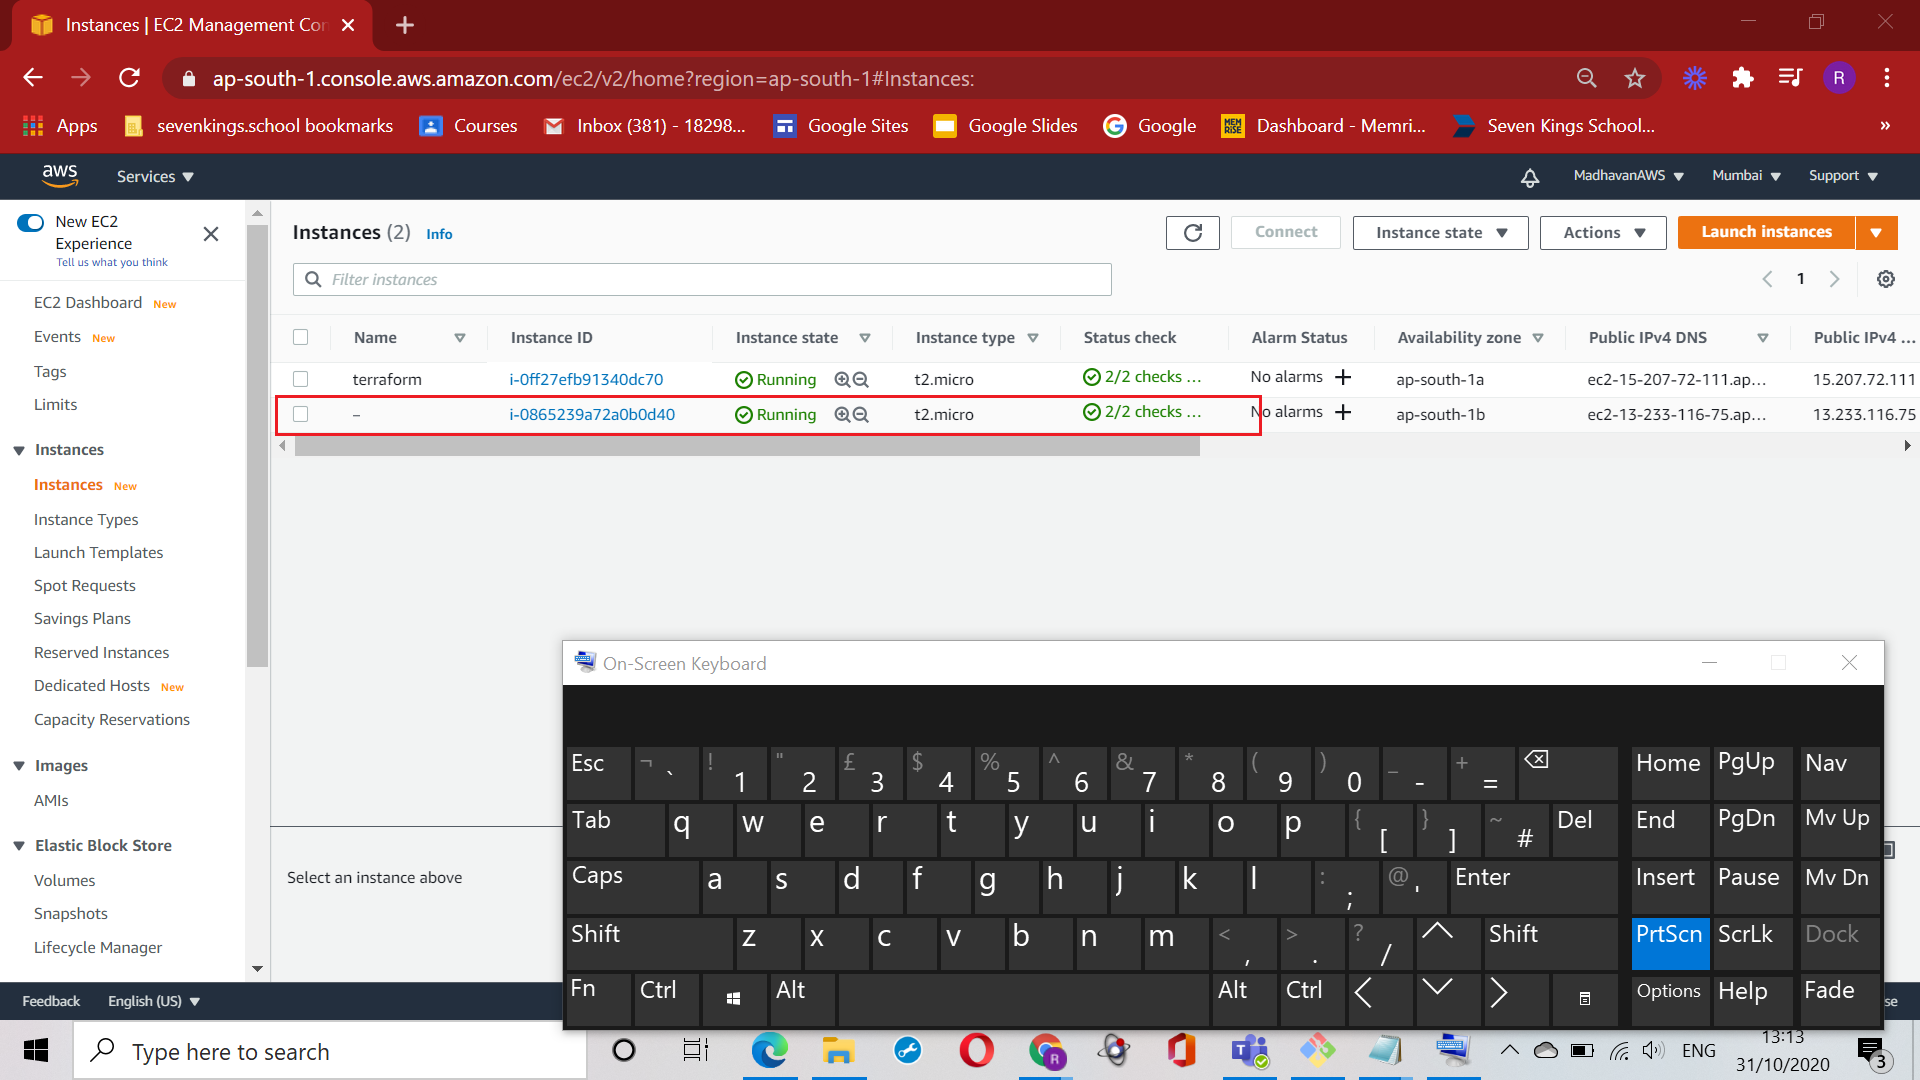 Instances | EC2 Management Con
ap-south-1.console.aws.amazon.com/ec2/v2/home?region=ap-south-1#Instances:
R
Apps sevenkings.school bookmarks Courses Inbox (381) - 18298... Google Sites Google Slides Google Dashboard - Memri... Seven Kings School... »
aws Services MadhavanAWS Mumbai Support
New EC2
Experience
Tell us what you think
Instances (2) Info
Connect Instance state Actions Launch instances
Filter instances
1
Name Instance ID Instance state Instance type Status check Alarm Status Availability zone Public IPv4 DNS Public IPv4 ...
terraform i-0ff27efb91340dc70 Running t2.micro 2/2 checks ... No alarms + ap-south-1a ec2-15-207-72-111.ap... 15.207.72.111
– i-0865239a72a0b0d40 Running t2.micro 2/2 checks ... No alarms + ap-south-1b ec2-13-233-116-75.ap... 13.233.116.75
EC2 Dashboard New
Events New
Tags
Limits
Instances
Instances New
Instance Types
Launch Templates
Spot Requests
Savings Plans
Reserved Instances
Dedicated Hosts New
Capacity Reservations
Images
AMIs
Elastic Block Store
Volumes
Snapshots
Lifecycle Manager
Select an instance above
On-Screen Keyboard
Esc ¬ ` ! 1 " 2 £ 3 $ 4 % 5 ^ 6 & 7 * 8 ( 9 ) 0 _ - + = Home PgUp Nav
Tab q w e r t y u i o p { [ } ] ~ # Del End PgDn Mv Up
Caps a s d f g h j k l : ; @ ' Enter Insert Pause Mv Dn
Shift z x c v b n m < , > . ? / Shift PrtScn ScrLk Dock
Fn Ctrl Alt Alt Ctrl Options Help Fade
Feedback English (US) se
Type here to search
R
ENG
13:13
31/10/2020
3